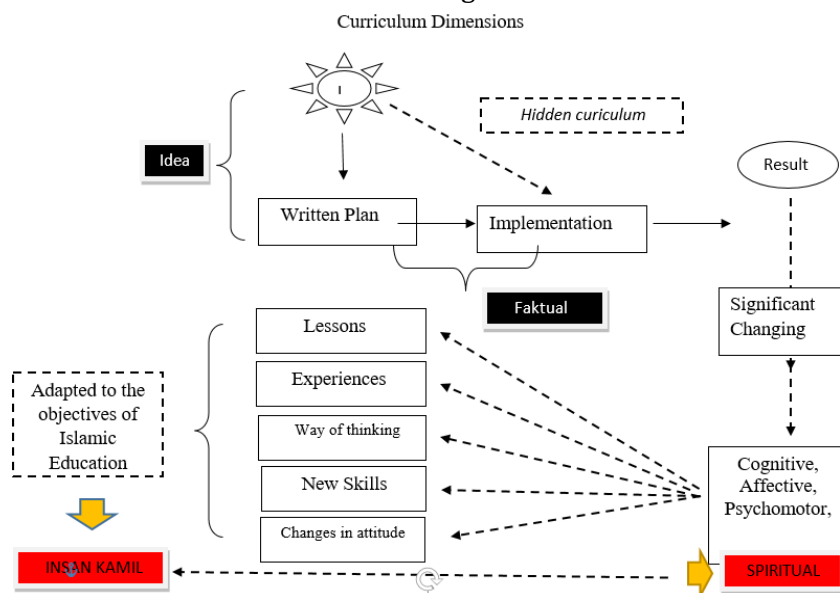 Curriculum Dimensions
I
Hidden curiculum
Idea
Result
Written Plan
Implementation
Faktual
Significant
Changing
Lessons
Experiences
Way of thinking
New Skills
Changes in attitude
Adapted to the
objectives of
Islamic
Education
Cognitive,
Affective,
Psychomotor,
INSAN KAMIL
SPIRITUAL